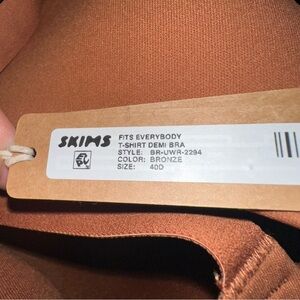 SKIMS
FITS EVERYBODY
T-SHIRT DEMI BRA
STYLE: BR-UWR-2294
COLOR: BRONZE
SIZE: 40D